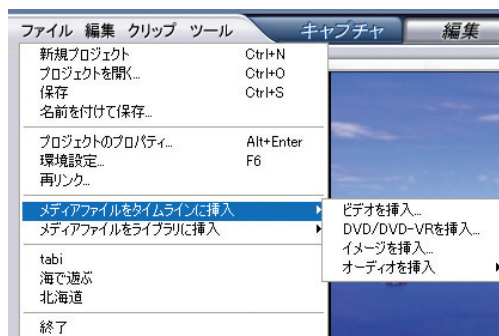 ファイル 編集 クリップ ツール キャプチャ 編集
新規プロジェクト Ctrl+N
プロジェクトを開く... Ctrl+O
保存 Ctrl+S
名前を付けて保存...
プロジェクトのプロパティ... Alt+Enter
環境設定... F6
再リンク...
メディアファイルをタイムラインに挿入
ビデオを挿入...
メディアファイルをライブラリに挿入
DVD/DVD-VRを挿入...
イメージを挿入...
オーディオを挿入
tabi
海で遊ぶ
北海道
終了